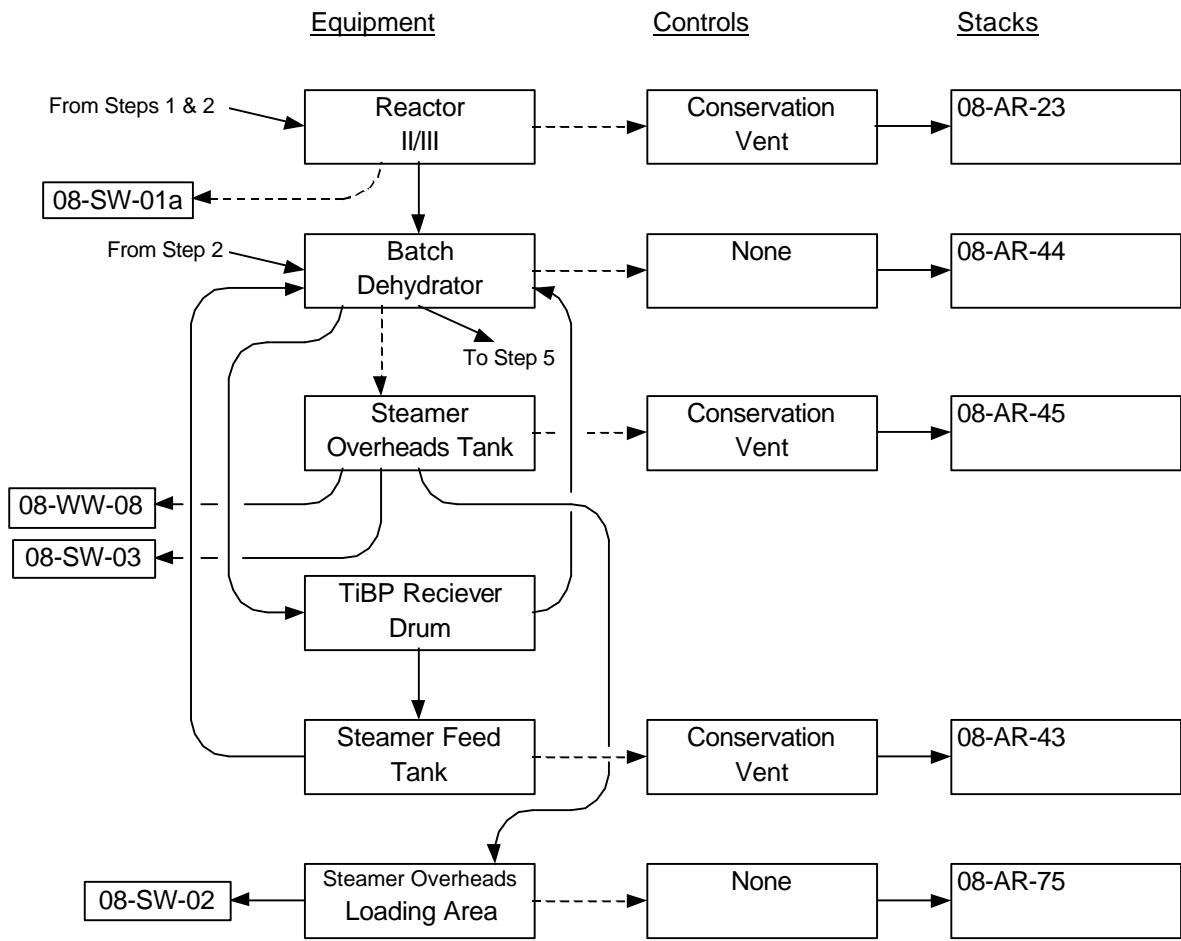 Equipment
Controls
Stacks
From Steps 1 & 2
Reactor
II/III
Conservation
Vent
08-AR-23
08-SW-01a
From Step 2
Batch
Dehydrator
None
08-AR-44
To Step 5
Steamer
Overheads Tank
Conservation
Vent
08-AR-45
08-WW-08
08-SW-03
TiBP Reciever
Drum
Steamer Feed
Tank
Conservation
Vent
08-AR-43
08-SW-02
Steamer Overheads
Loading Area
None
08-AR-75